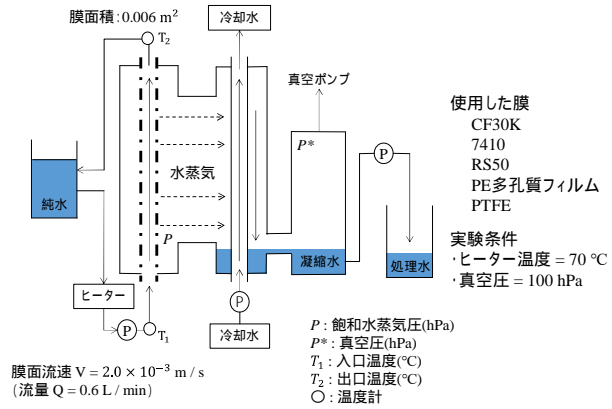 膜面積：0.006 m²
T₂
冷却水
真空ポンプ
P*
P
水蒸気
純水
P
凝縮水
処理水
ヒーター
P
T₁
P
冷却水
使用した膜
CF30K
7410
RS50
PE多孔質フィルム
PTFE
実験条件
・ヒーター温度 = 70 ℃
・真空圧 = 100 hPa
P : 飽和水蒸気圧(hPa)
P* : 真空圧(hPa)
T₁ : 入口温度(℃)
T₂ : 出口温度(℃)
〇 : 温度計
膜面流速 V = 2.0 × 10⁻³ m / s
(流量 Q = 0.6 L / min)